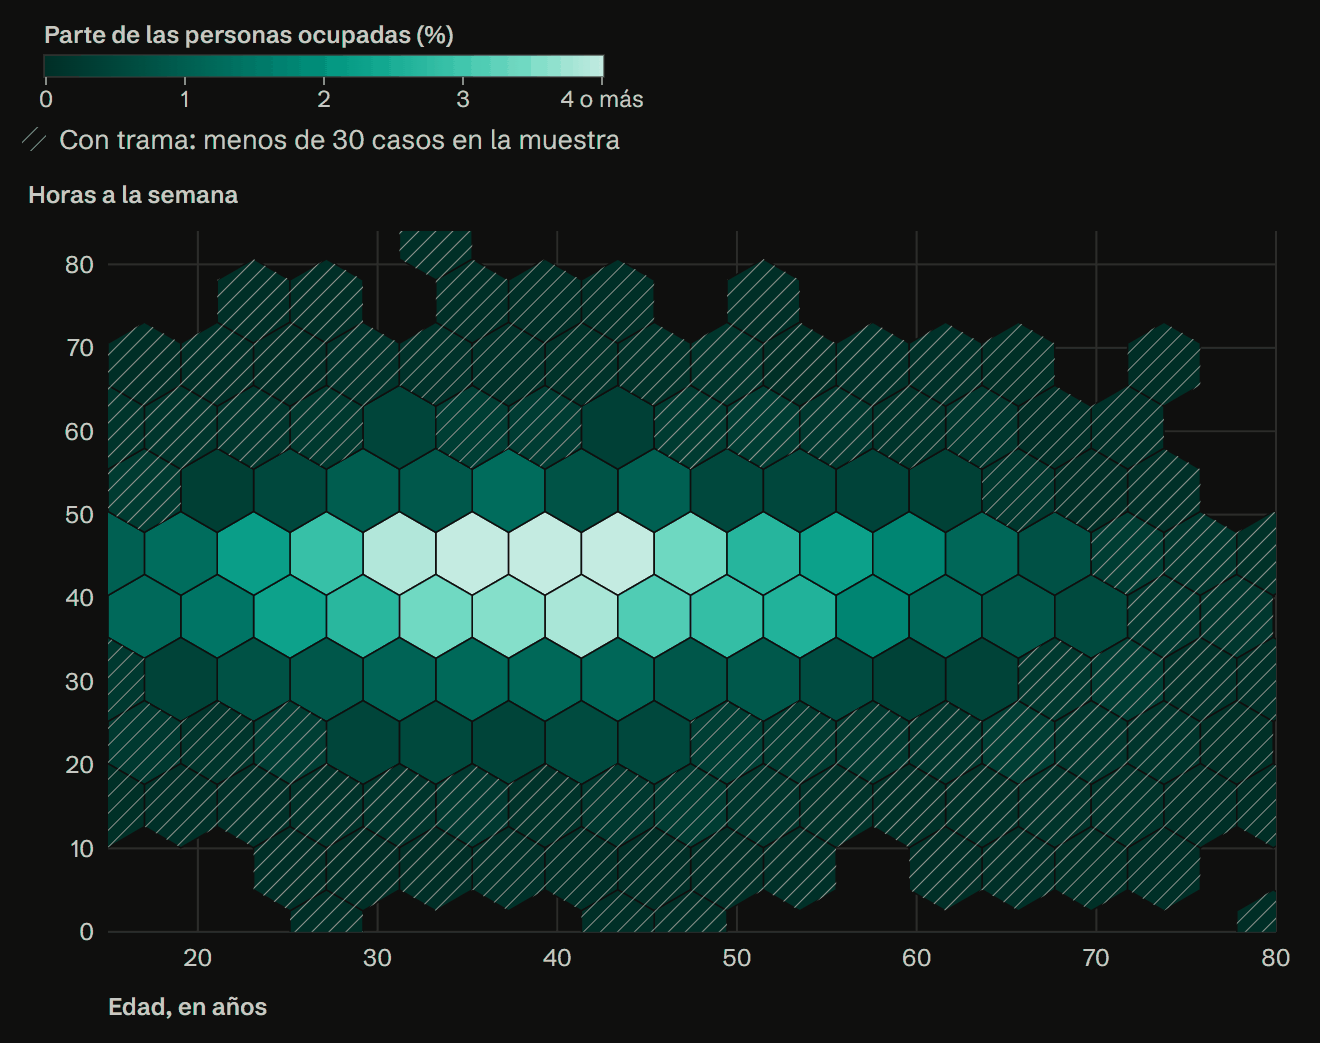 Parte de las personas ocupadas (%)
0 1 2 3 4 o más
Con trama: menos de 30 casos en la muestra
Horas a la semana
80
70
60
50
40
30
20
10
0
20 30 40 50 60 70 80
Edad, en años